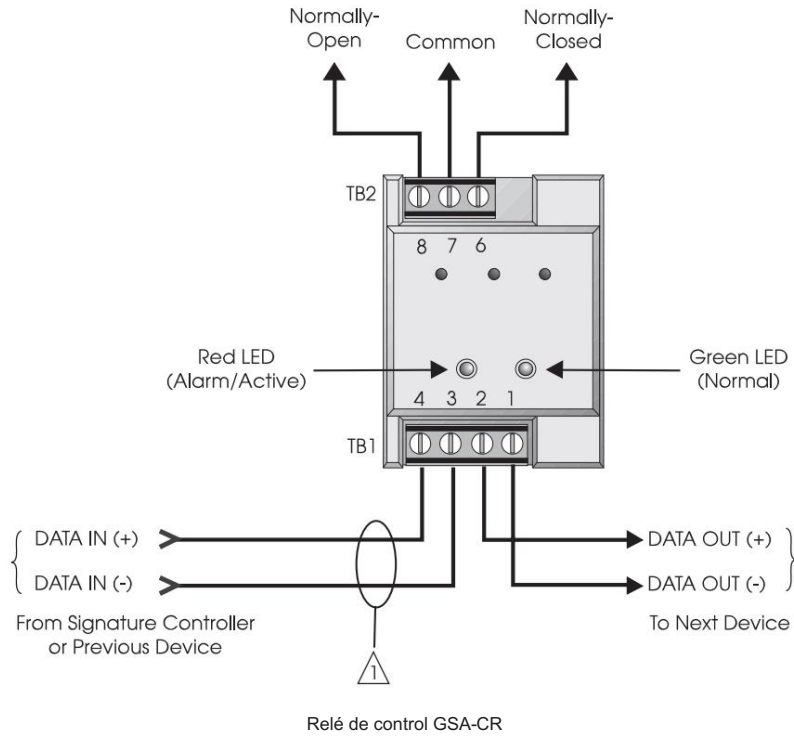 Normally-
Open
Common
Normally-
Closed
TB2
8 7 6
Red LED
(Alarm/Active)
Green LED
(Normal)
4 3 2 1
TB1
DATA IN (+)
DATA OUT (+)
DATA IN (-)
DATA OUT (-)
From Signature Controller
or Previous Device
To Next Device
1
Relé de control GSA-CR